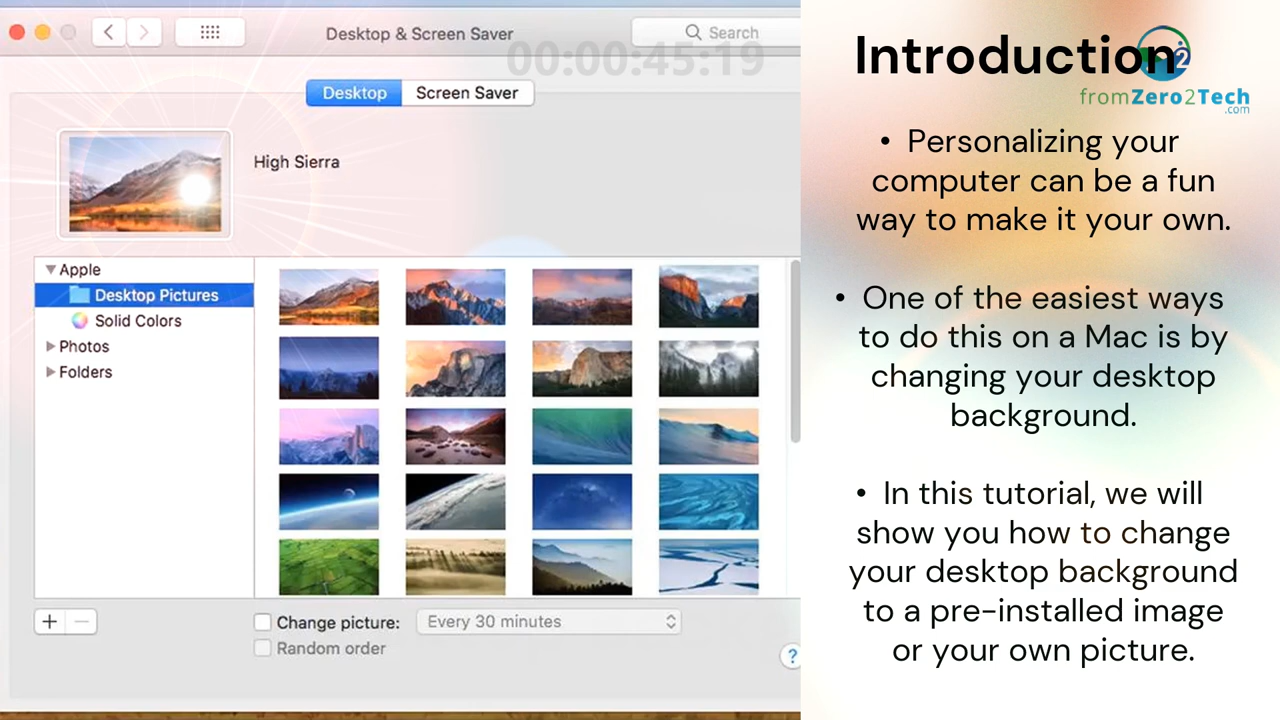 Desktop & Screen Saver
Search
00:00:45:19
Desktop
Screen Saver
High Sierra
Apple
Desktop Pictures
Solid Colors
Photos
Folders
+ −
Change picture:
Every 30 minutes
Random order
?
Introduction
2
fromZero2Tech
.com
• Personalizing your
computer can be a fun
way to make it your own.
• One of the easiest ways
to do this on a Mac is by
changing your desktop
background.
• In this tutorial, we will
show you how to change
your desktop background
to a pre-installed image
or your own picture.